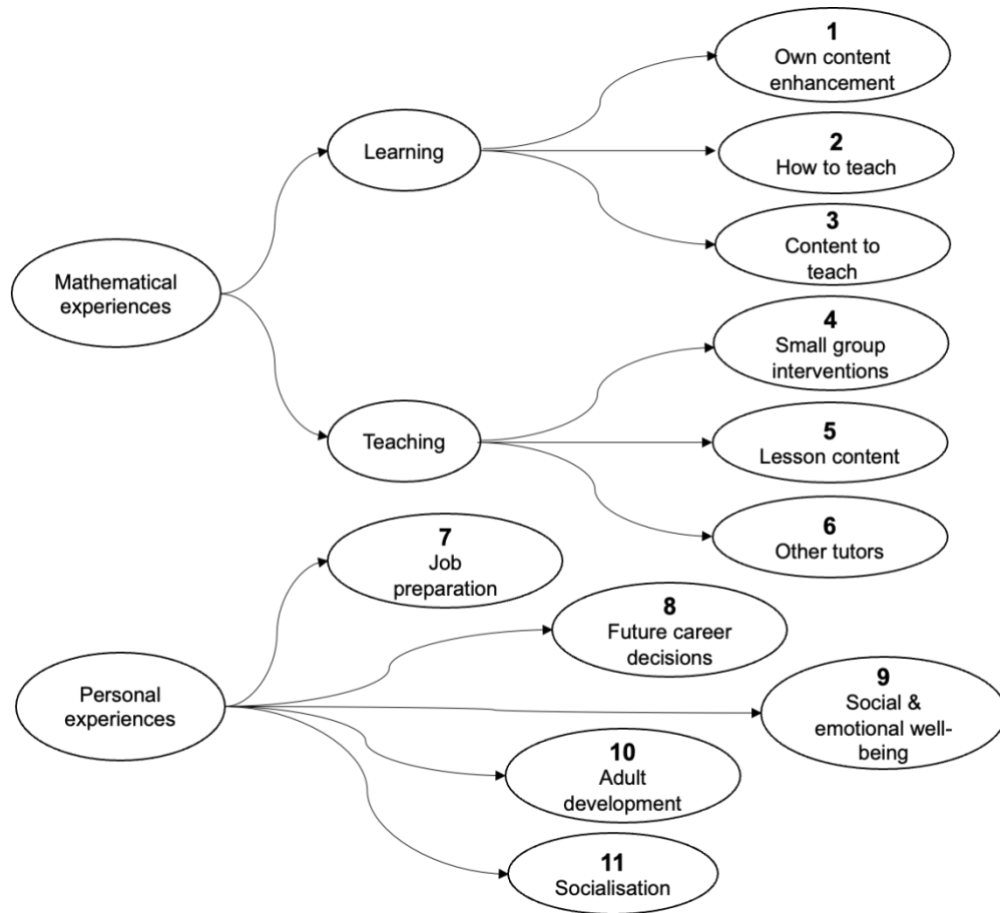 1
Own content
enhancement
Learning
2
How to teach
3
Content to
teach
Mathematical
experiences
4
Small group
interventions
Teaching
5
Lesson content
6
Other tutors
7
Job
preparation
8
Future career
decisions
Personal
experiences
9
Social &
emotional well-
being
10
Adult
development
11
Socialisation